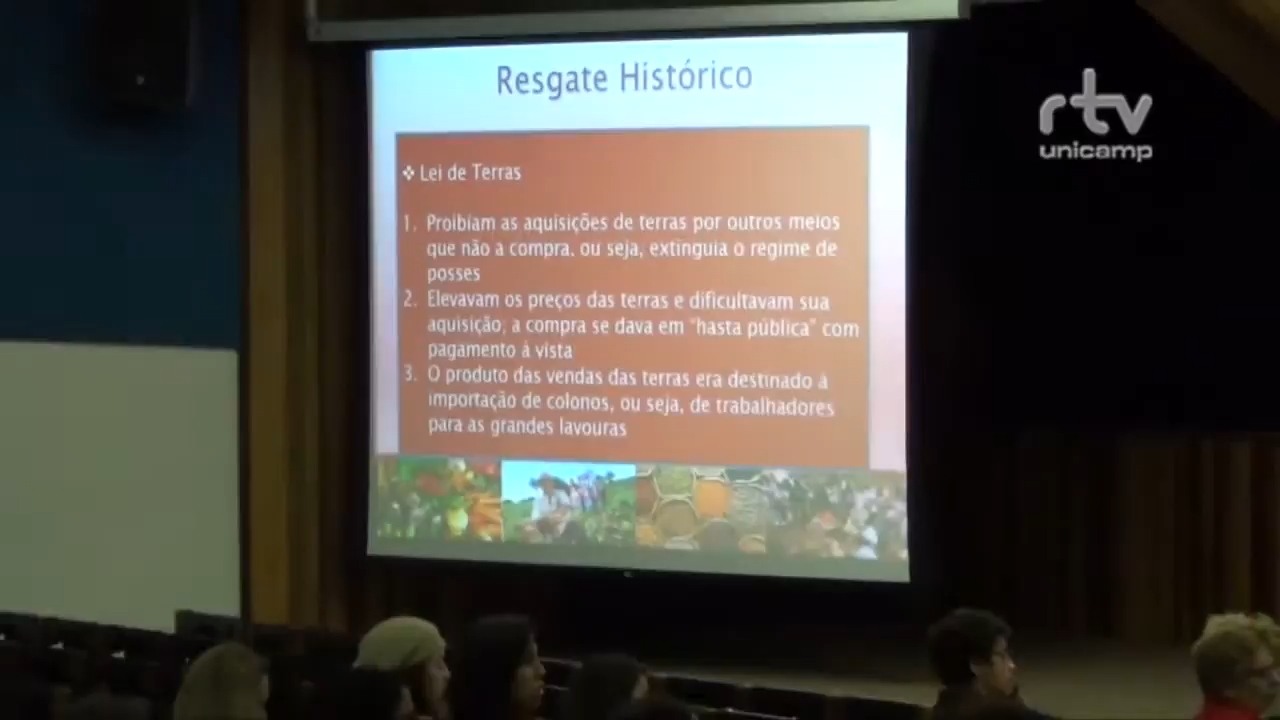 Resgate Histórico
rtv
unicamp
❖ Lei de Terras
1. Proibiam as aquisições de terras por outros meios
que não a compra, ou seja, extinguia o regime de
posses
2. Elevavam os preços das terras e dificultavam sua
aquisição; a compra se dava em "hasta pública" com
pagamento à vista
3. O produto das vendas das terras era destinado à
importação de colonos, ou seja, de trabalhadores
para as grandes lavouras